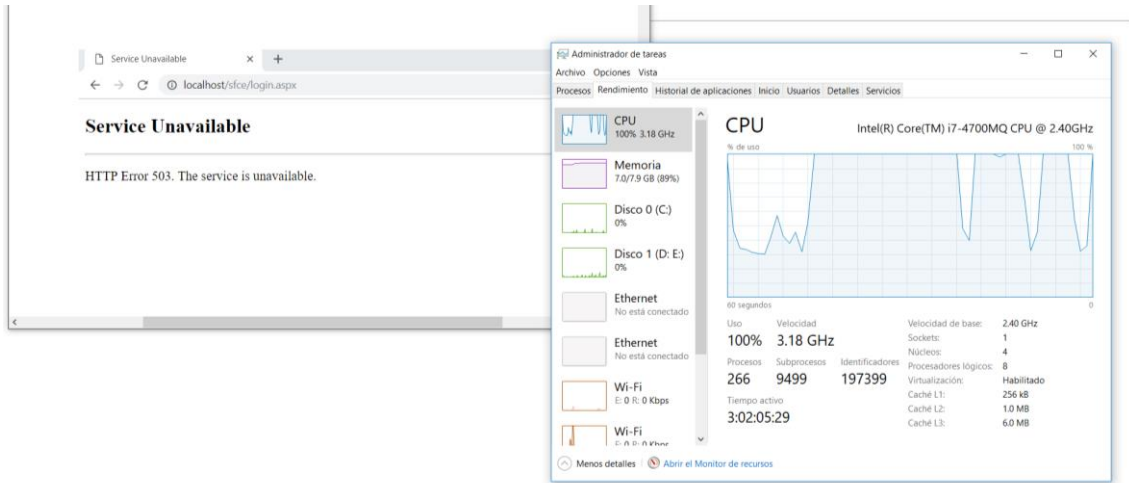 Service Unavailable
localhost/sfce/login.aspx
Service Unavailable
HTTP Error 503. The service is unavailable.
Administrador de tareas
Archivo Opciones Vista
Procesos Rendimiento Historial de aplicaciones Inicio Usuarios Detalles Servicios
CPU
100% 3.18 GHz
Memoria
7.0/7.9 GB (89%)
Disco 0 (C:)
0%
Disco 1 (D: E:)
0%
Ethernet
No está conectado
Ethernet
No está conectado
Wi-Fi
E: 0 R: 0 Kbps
Wi-Fi
E: 0 R: 0 Kbps
CPU
Intel(R) Core(TM) i7-4700MQ CPU @ 2.40GHz
% de uso
100 %
60 segundos
0
Uso
Velocidad
100%
3.18 GHz
Procesos
Subprocesos
Identificadores
266
9499
197399
Tiempo activo
3:02:05:29
Velocidad de base: 2.40 GHz
Sockets: 1
Núcleos: 4
Procesadores lógicos: 8
Virtualización: Habilitado
Caché L1: 256 kB
Caché L2: 1.0 MB
Caché L3: 6.0 MB
Menos detalles
Abrir el Monitor de recursos